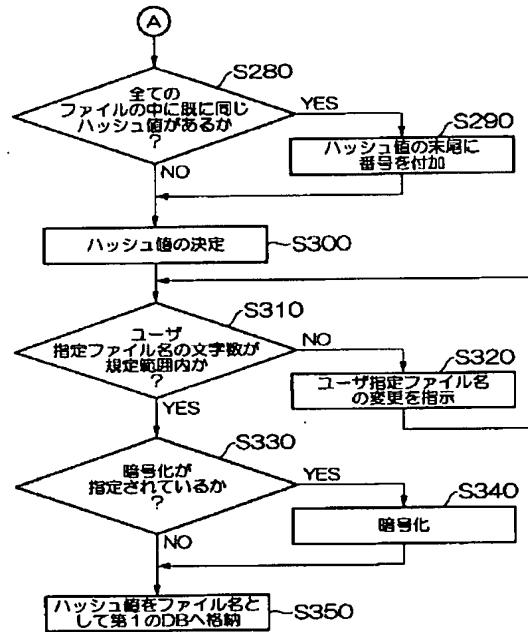 A
S280
全ての
ファイルの中に既に同じ
ハッシュ値があるか
?
YES
NO
S290
ハッシュ値の末尾に
番号を付加
ハッシュ値の決定
S300
S310
ユーザ
指定ファイル名の文字数が
規定範囲内か
?
NO
YES
S320
ユーザ指定ファイル名
の変更を指示
S330
暗号化が
指定されているか
?
YES
NO
S340
暗号化
ハッシュ値をファイル名と
して第1のDBへ格納
S350